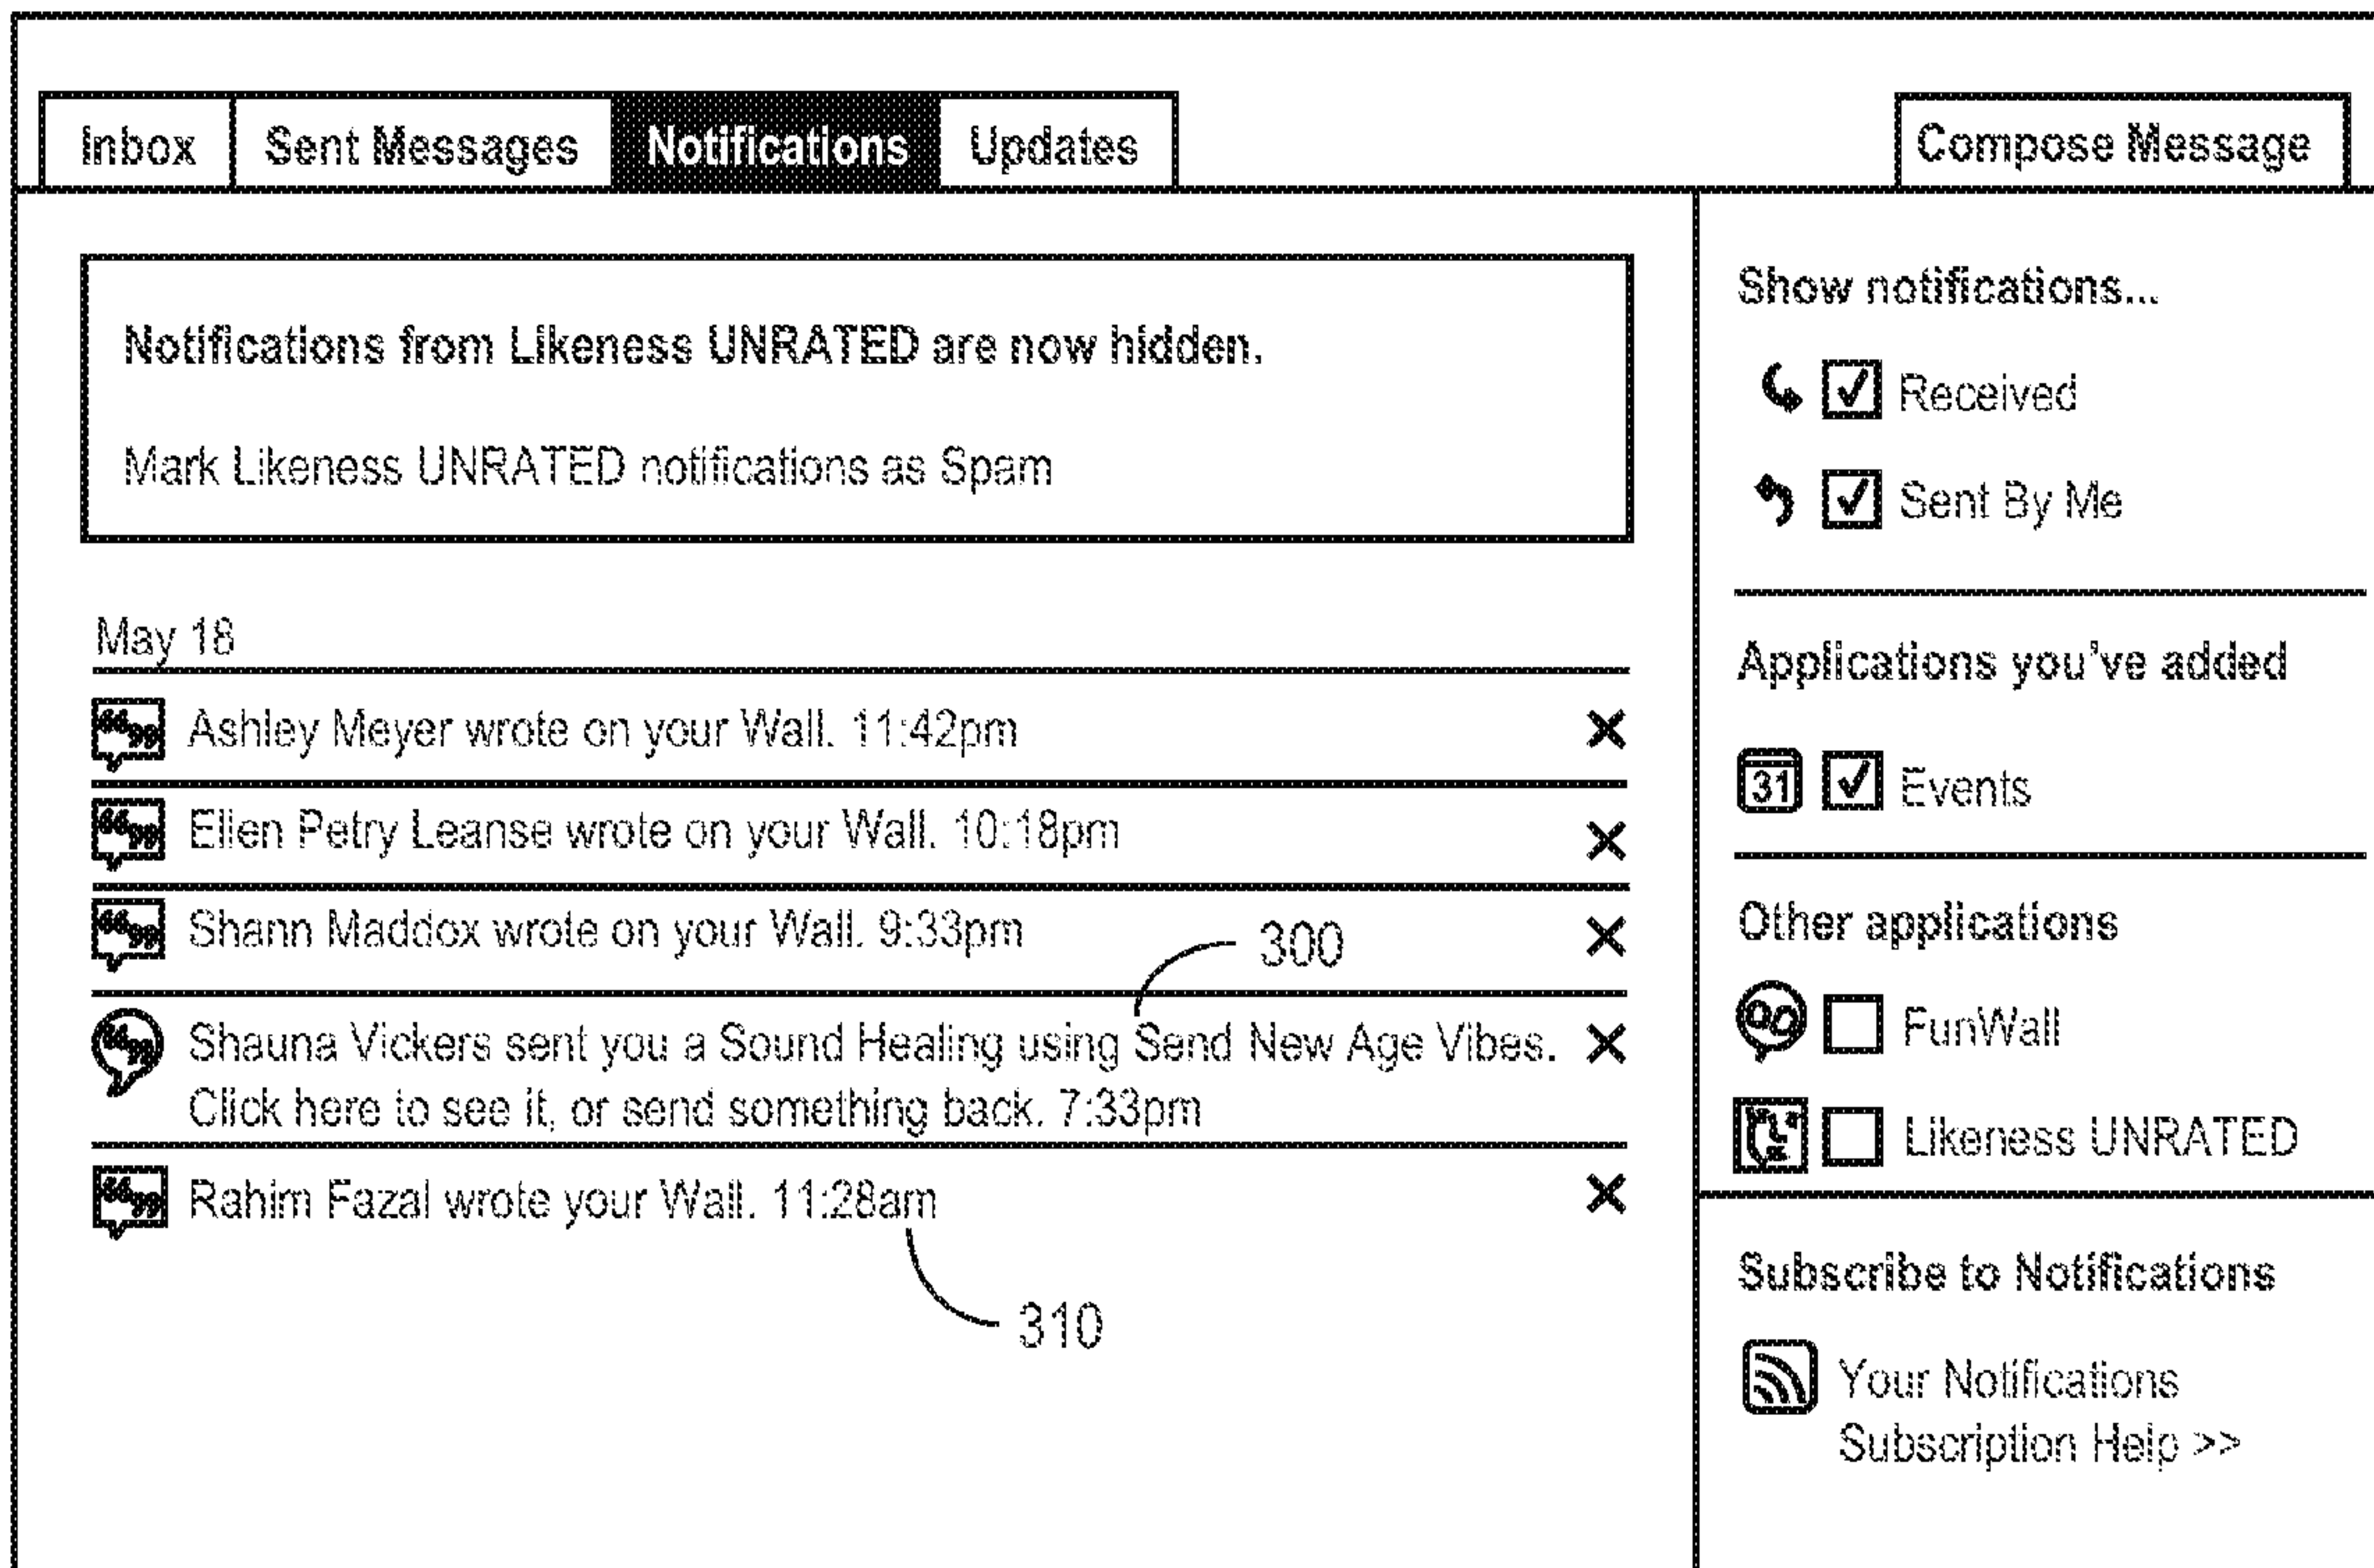 Inbox
Sent Messages
Notifications
Updates
Compose Message
Notifications from Likeness UNRATED are now hidden.
Mark Likeness UNRATED notifications as Spam
May 18
Ashley Meyer wrote on your Wall. 11:42pm
Ellen Petry Leanse wrote on your Wall. 10:18pm
Shann Maddox wrote on your Wall. 9:33pm
300
Shauna Vickers sent you a Sound Healing using Send New Age Vibes.
Click here to see it, or send something back. 7:33pm
Rahim Fazal wrote your Wall. 11:28am
310
Show notifications...
Received
Sent By Me
Applications you've added
31
Events
Other applications
FunWall
Likeness UNRATED
Subscribe to Notifications
Your Notifications
Subscription Help >>